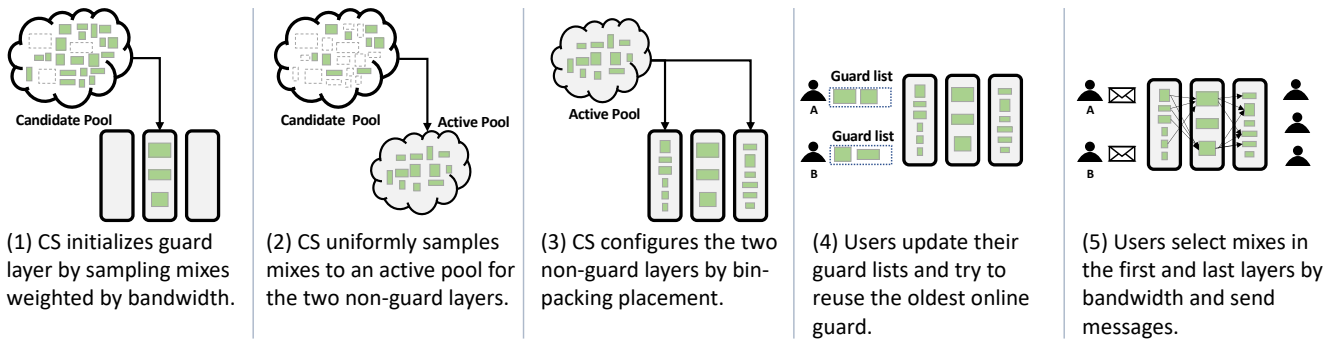 Candidate Pool
(1) CS initializes guard
layer by sampling mixes
weighted by bandwidth.
Candidate Pool
Active Pool
(2) CS uniformly samples
mixes to an active pool for
the two non-guard layers.
Active Pool
(3) CS configures the two
non-guard layers by bin-
packing placement.
Guard list
A
Guard list
B
(4) Users update their
guard lists and try to
reuse the oldest online
guard.
A
B
(5) Users select mixes in
the first and last layers by
bandwidth and send
messages.